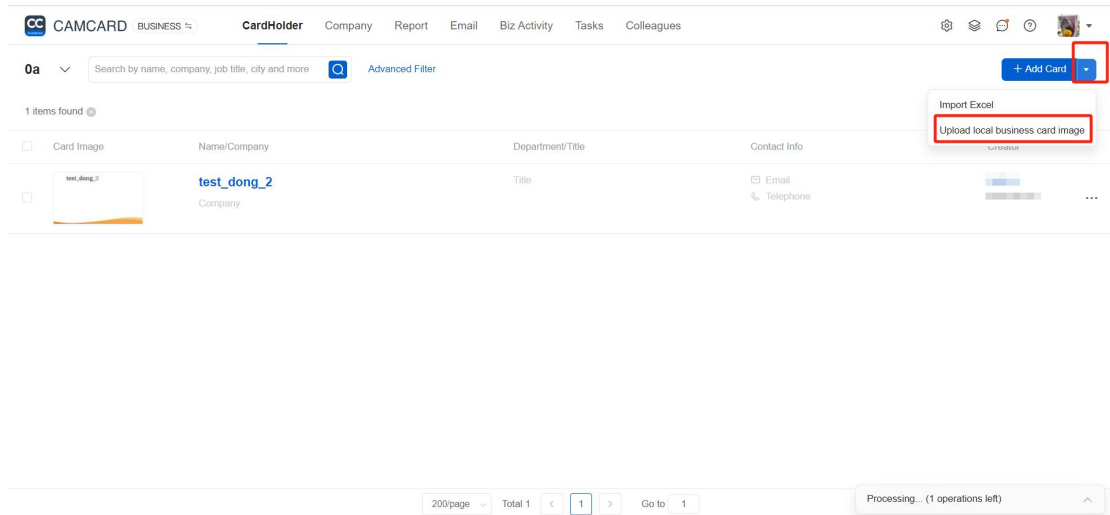 CC CAMCARD BUSINESS CardHolder Company Report Email Biz Activity Tasks Colleagues
0a Search by name, company, job title, city and more Advanced Filter + Add Card
1 items found
Import Excel
Upload local business card image
Card Image Name/Company Department/Title Contact Info Creator
test_dong_2
test_dong_2 Title Email
Company Telephone
200/page Total 1 1 Go to 1
Processing... (1 operations left)